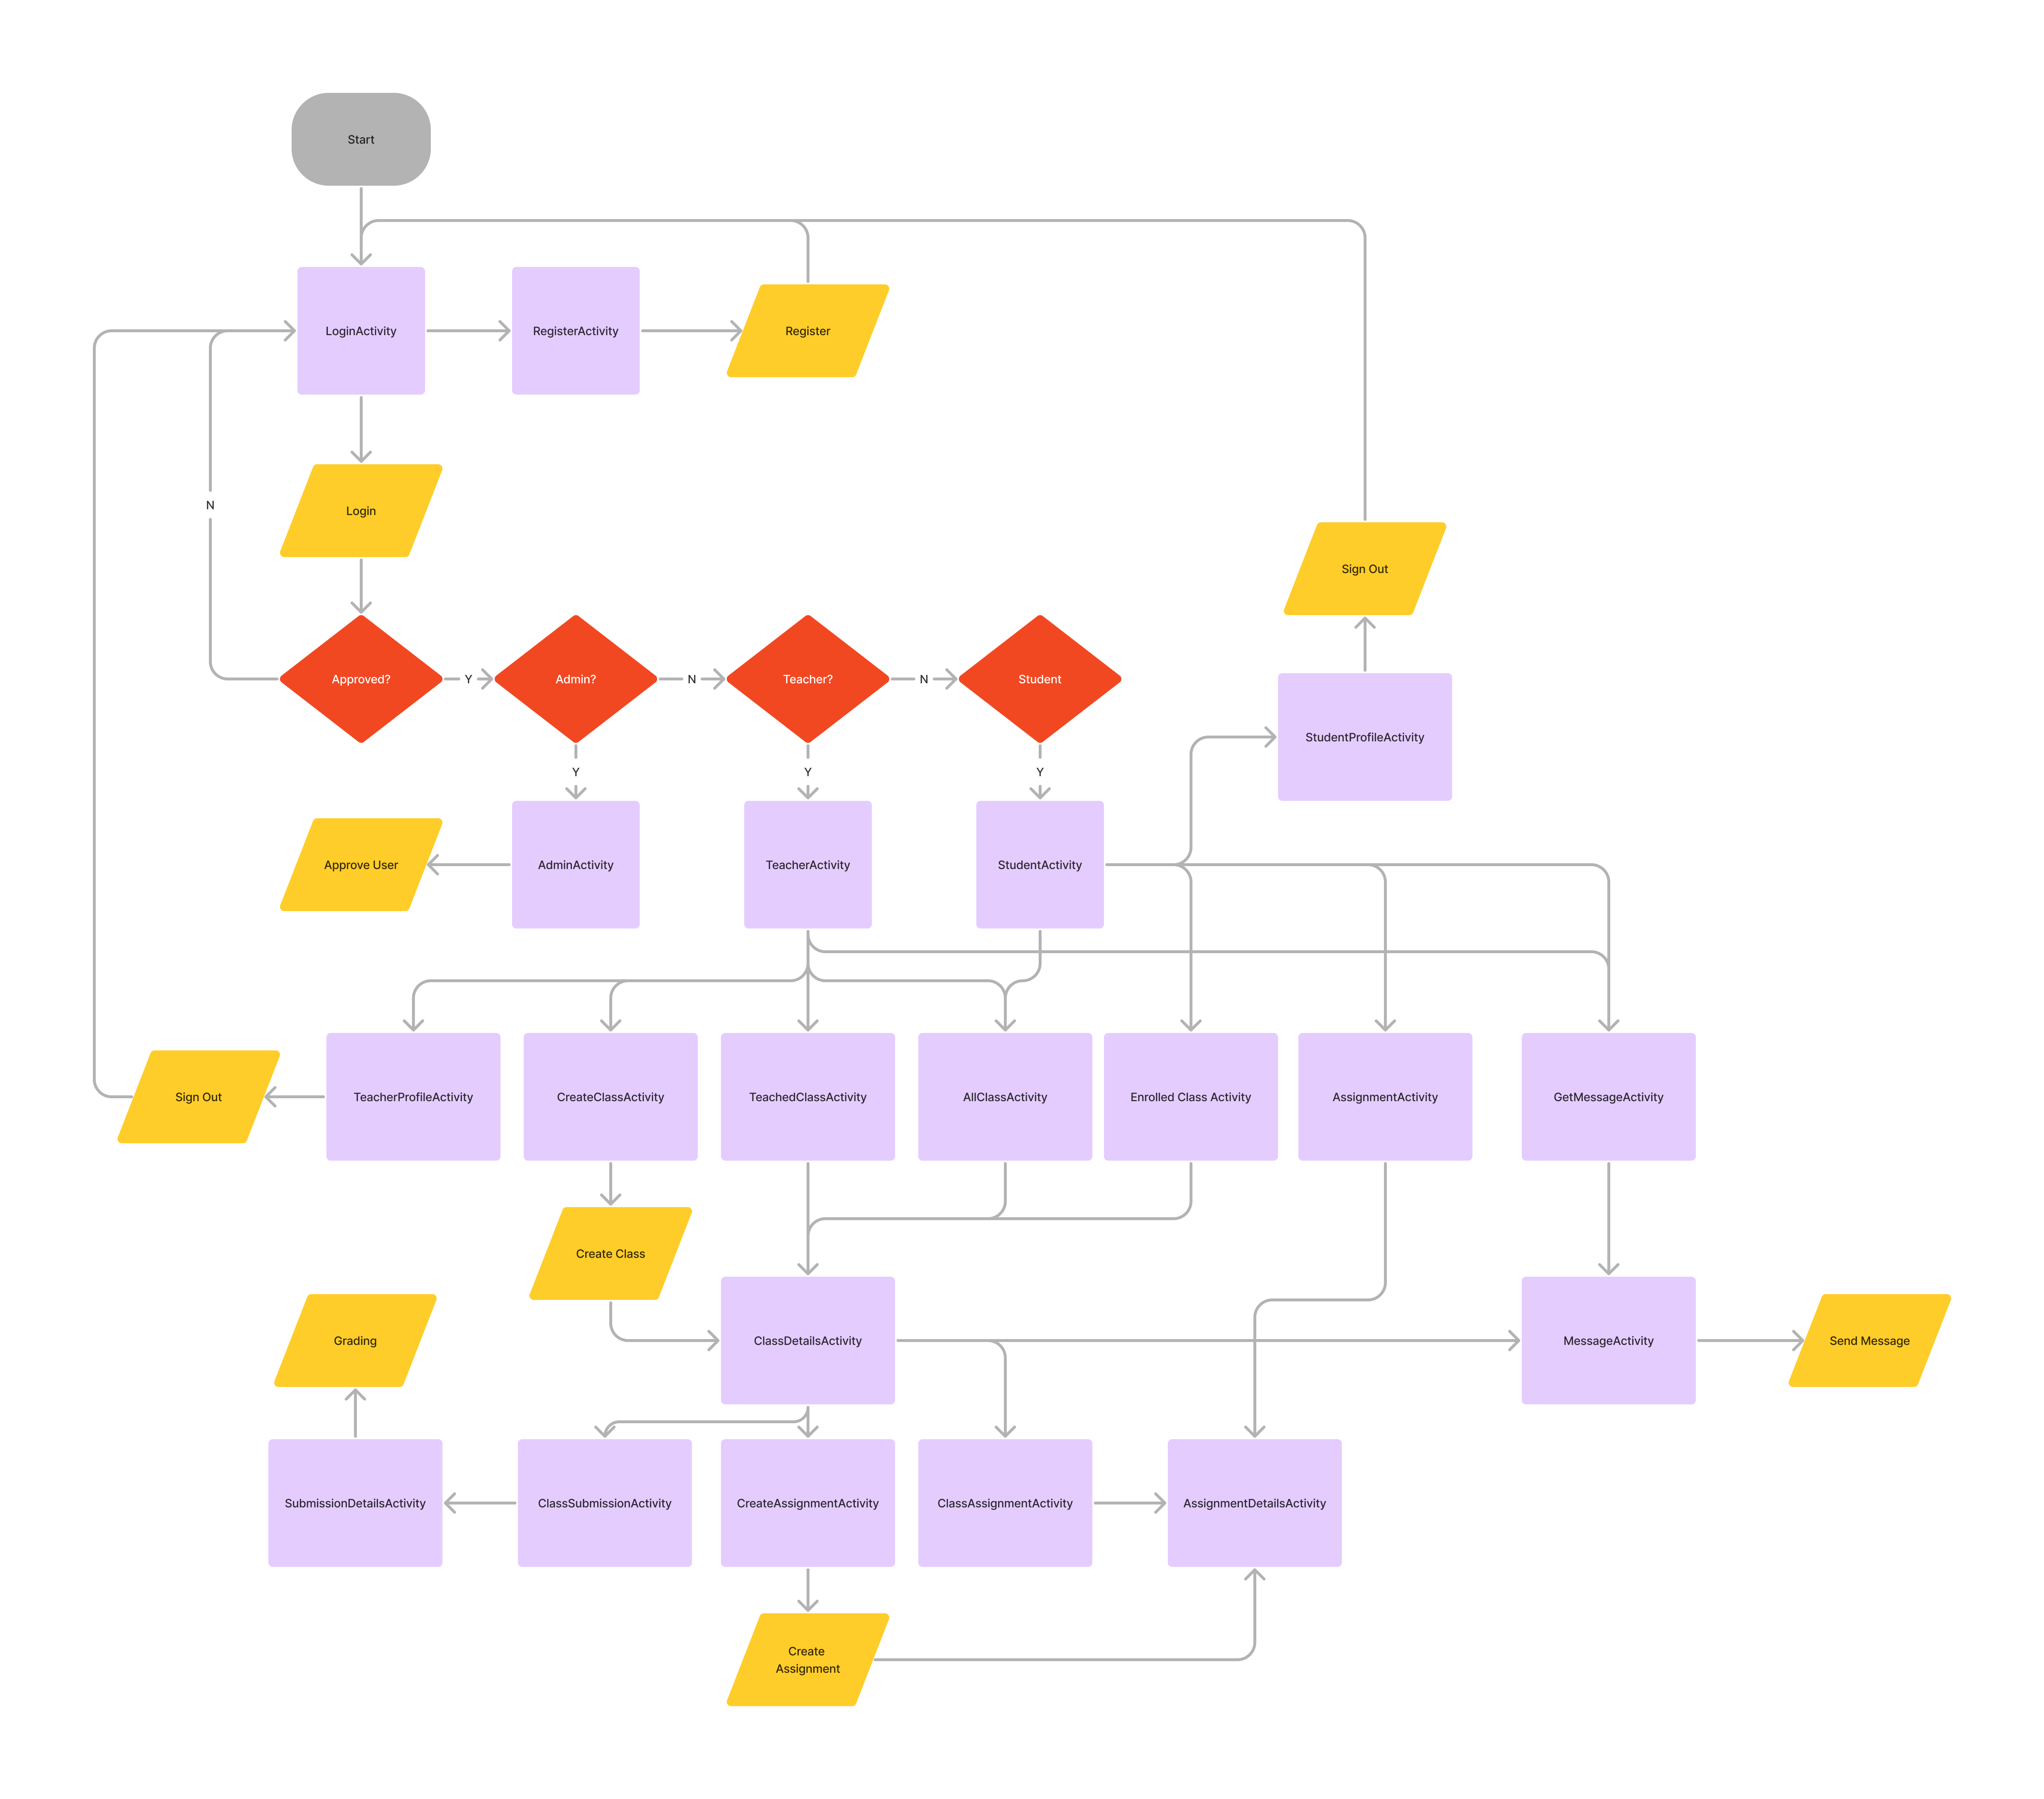 Start
LoginActivity
RegisterActivity
Register
N
Login
Sign Out
Approved?
Y
Admin?
N
Teacher?
N
Student
StudentProfileActivity
Y
Y
Y
Approve User
AdminActivity
TeacherActivity
StudentActivity
Sign Out
TeacherProfileActivity
CreateClassActivity
TeachedClassActivity
AllClassActivity
Enrolled Class Activity
AssignmentActivity
GetMessageActivity
Create Class
Grading
ClassDetailsActivity
MessageActivity
Send Message
SubmissionDetailsActivity
ClassSubmissionActivity
CreateAssignmentActivity
ClassAssignmentActivity
AssignmentDetailsActivity
Create
Assignment